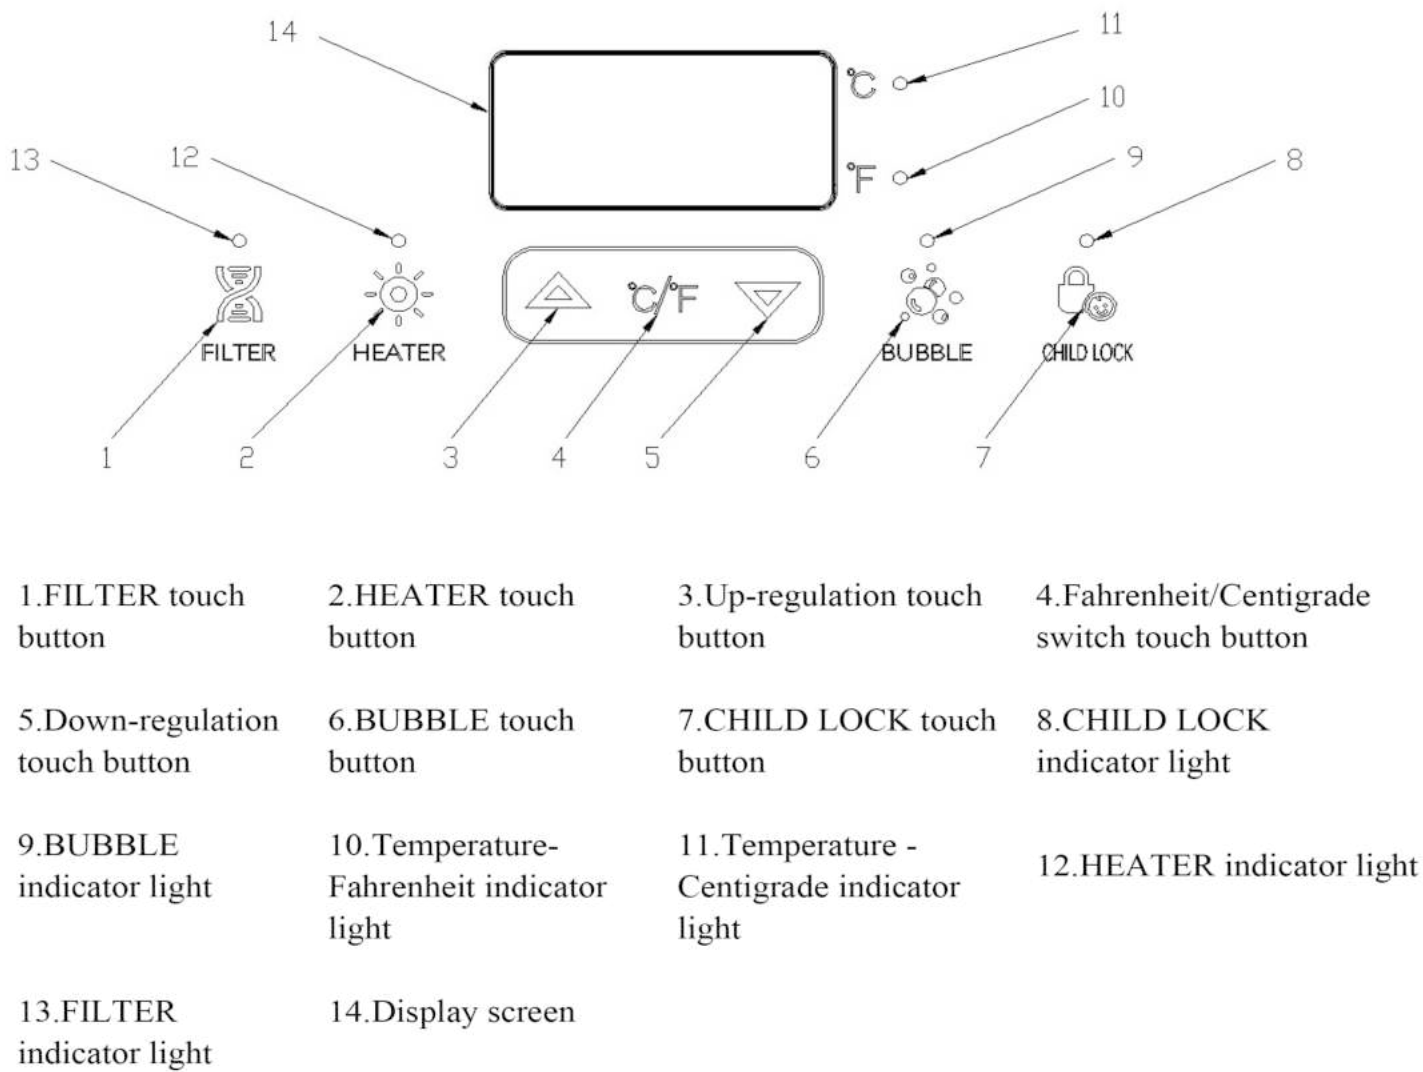 14
11
℃
10
13
12
°F
9
8
℃/°F
FILTER
HEATER
BUBBLE
CHILD LOCK
1
2
3
4
5
6
7
1.FILTER touch
button
2.HEATER touch
button
3.Up-regulation touch
button
4.Fahrenheit/Centigrade
switch touch button
5.Down-regulation
touch button
6.BUBBLE touch
button
7.CHILD LOCK touch
button
8.CHILD LOCK
indicator light
9.BUBBLE
indicator light
10.Temperature-
Fahrenheit indicator
light
11.Temperature -
Centigrade indicator
light
12.HEATER indicator light
13.FILTER
indicator light
14.Display screen